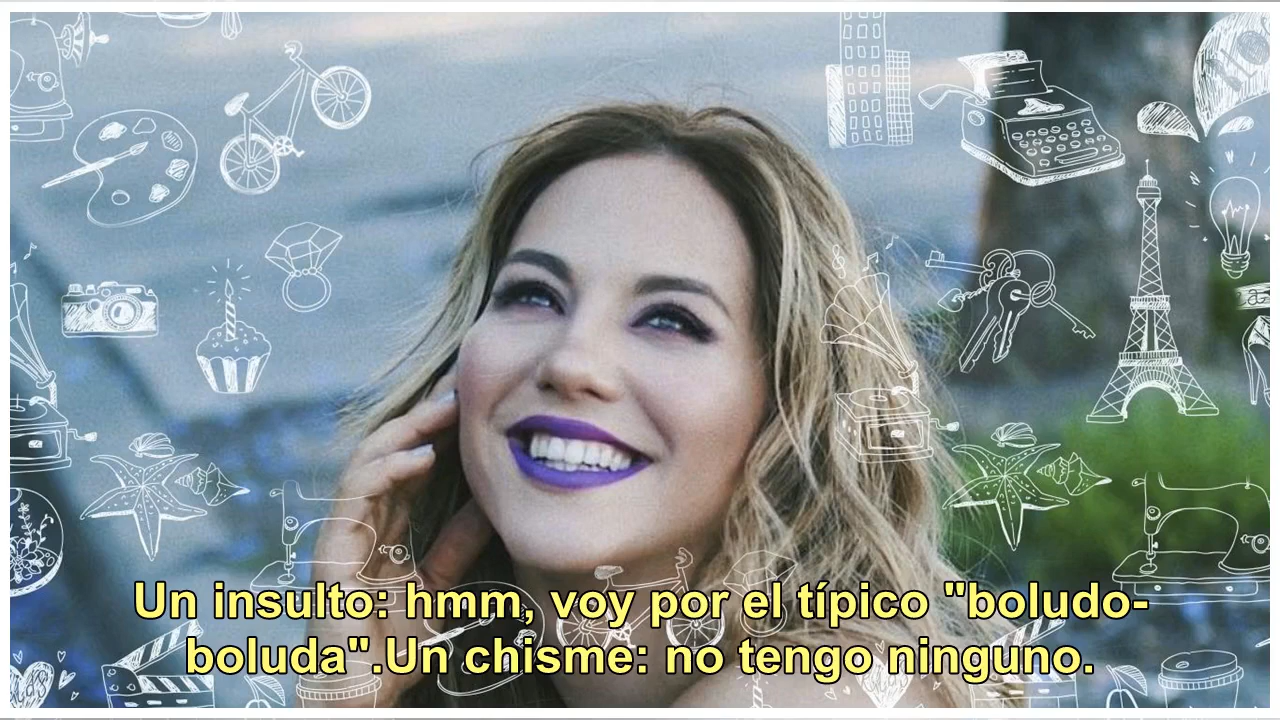 Un insulto: hmm, voy por el típico "boludo-
boluda".Un chisme: no tengo ninguno.